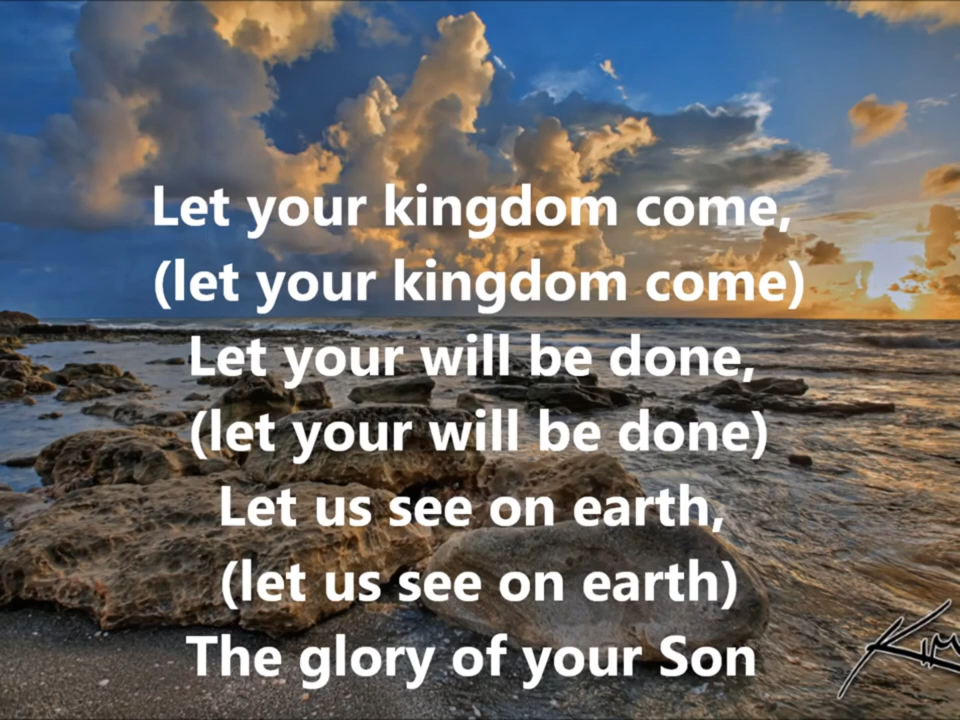 Let your kingdom come,
(let your kingdom come)
Let your will be done,
(let your will be done)
Let us see on earth,
(let us see on earth)
The glory of your Son